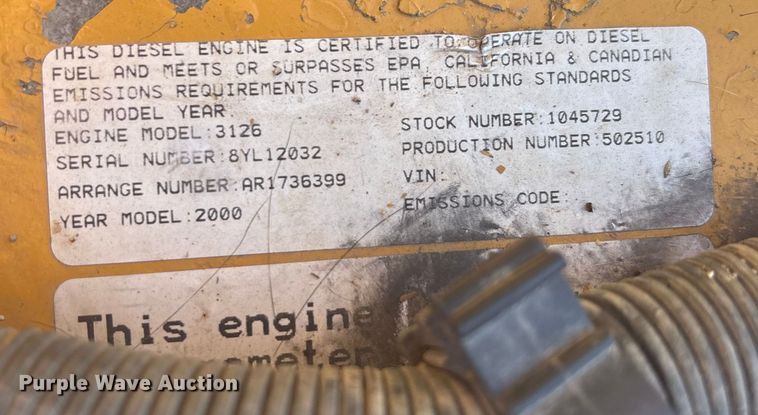 THIS DIESEL ENGINE IS CERTIFIED TO OPERATE ON DIESEL
FUEL AND MEETS OR SURPASSES EPA, CALIFORNIA & CANADIAN
EMISSIONS REQUIREMENTS FOR THE FOLLOWING STANDARDS
AND MODEL YEAR.
ENGINE MODEL:3126
SERIAL NUMBER:8YL12032
ARRANGE NUMBER:AR1736399
YEAR MODEL:2000
STOCK NUMBER:1045729
PRODUCTION NUMBER:502510
VIN:
EMISSIONS CODE:
This engine
Purple Wave Auction